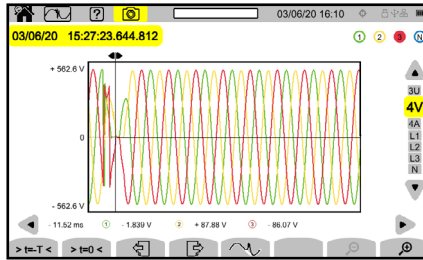 ?
03/06/20 16:10
03/06/20 15:27:23.644.812
1 2 3 N
+ 562.6 V
0
- 562.6 V
3U
4V
4A
L1
L2
L3
N
- 11.52 ms 1 - 1.839 V 2 + 87.88 V 3 - 86.07 V
> t=-T < > t=0 <